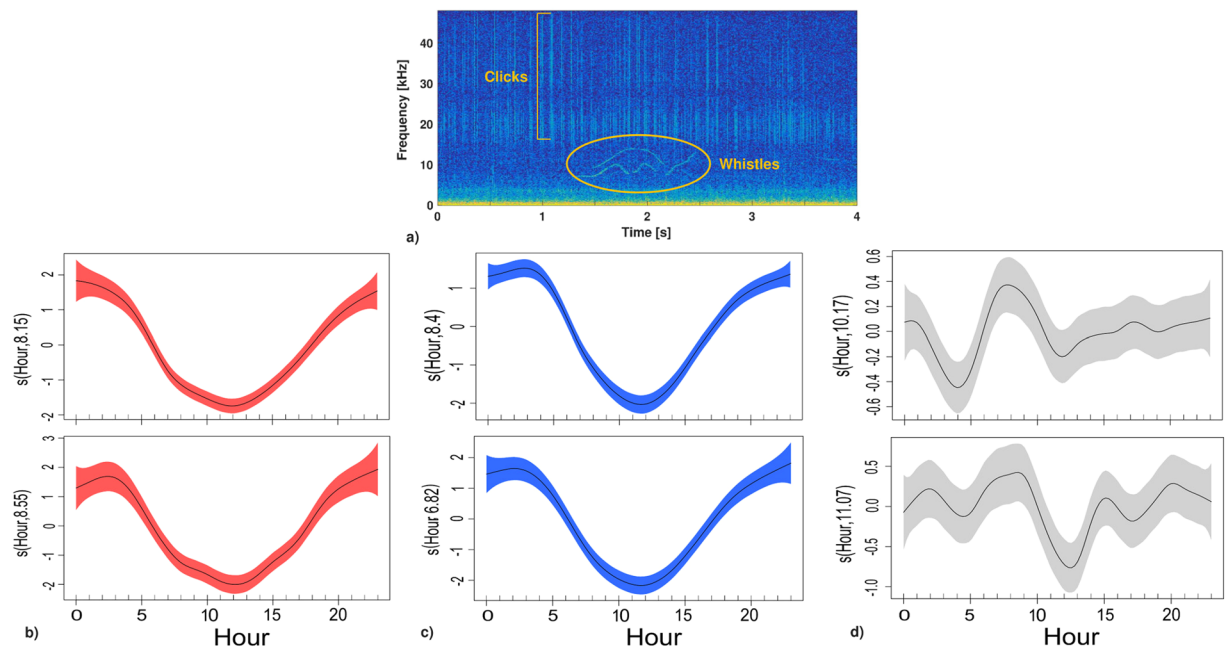 40
30
20
10
0
Frequency [kHz]
Clicks
Whistles
0 1 2 3 4
Time [s]
a)
2
1
0
-1
-2
s(Hour,8.15)
1
0
-1
-2
s(Hour,8.4)
0.6
0.4
0.2
0.0
-0.2
-0.4
-0.6
s(Hour,10.17)
3
2
1
0
-1
-2
s(Hour,8.55)
0 5 10 15 20
Hour
b)
2
1
0
-1
-2
s(Hour 6.82)
0 5 10 15 20
Hour
c)
0.5
0.0
-0.5
-1.0
s(Hour,11.07)
0 5 10 15 20
Hour
d)